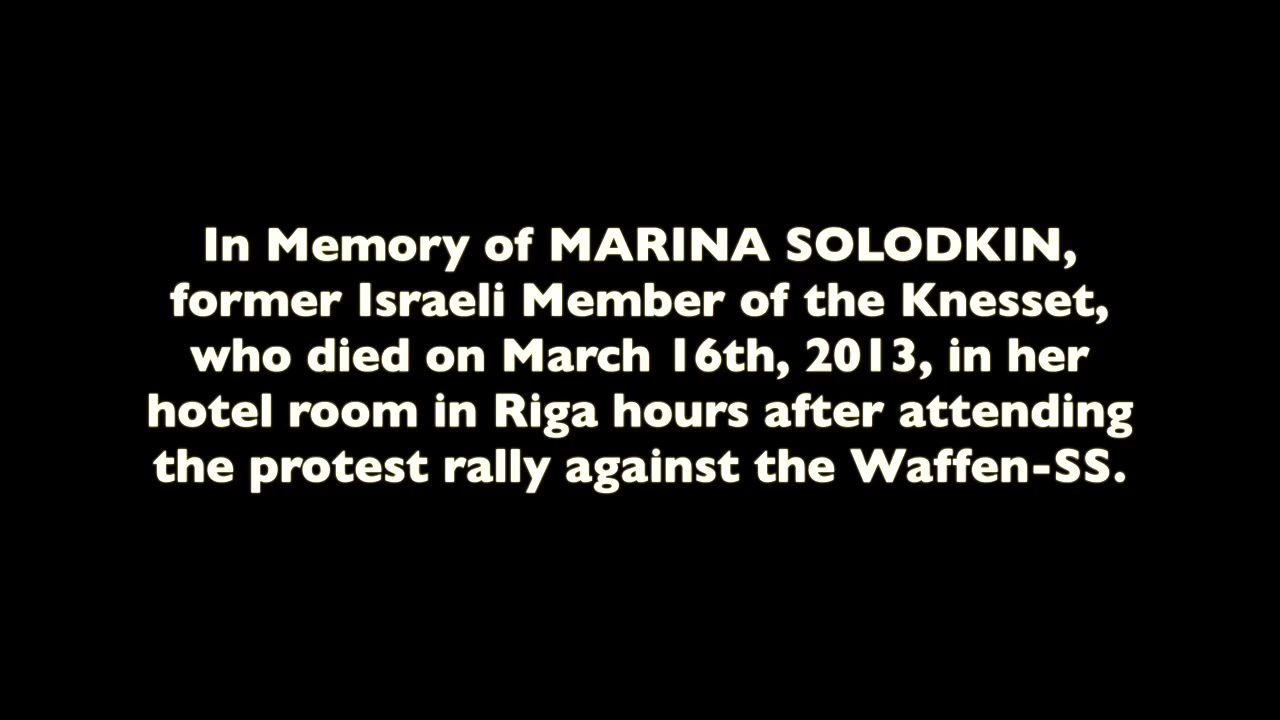 In Memory of MARINA SOLODKIN,
former Israeli Member of the Knesset,
who died on March 16th, 2013, in her
hotel room in Riga hours after attending
the protest rally against the Waffen-SS.